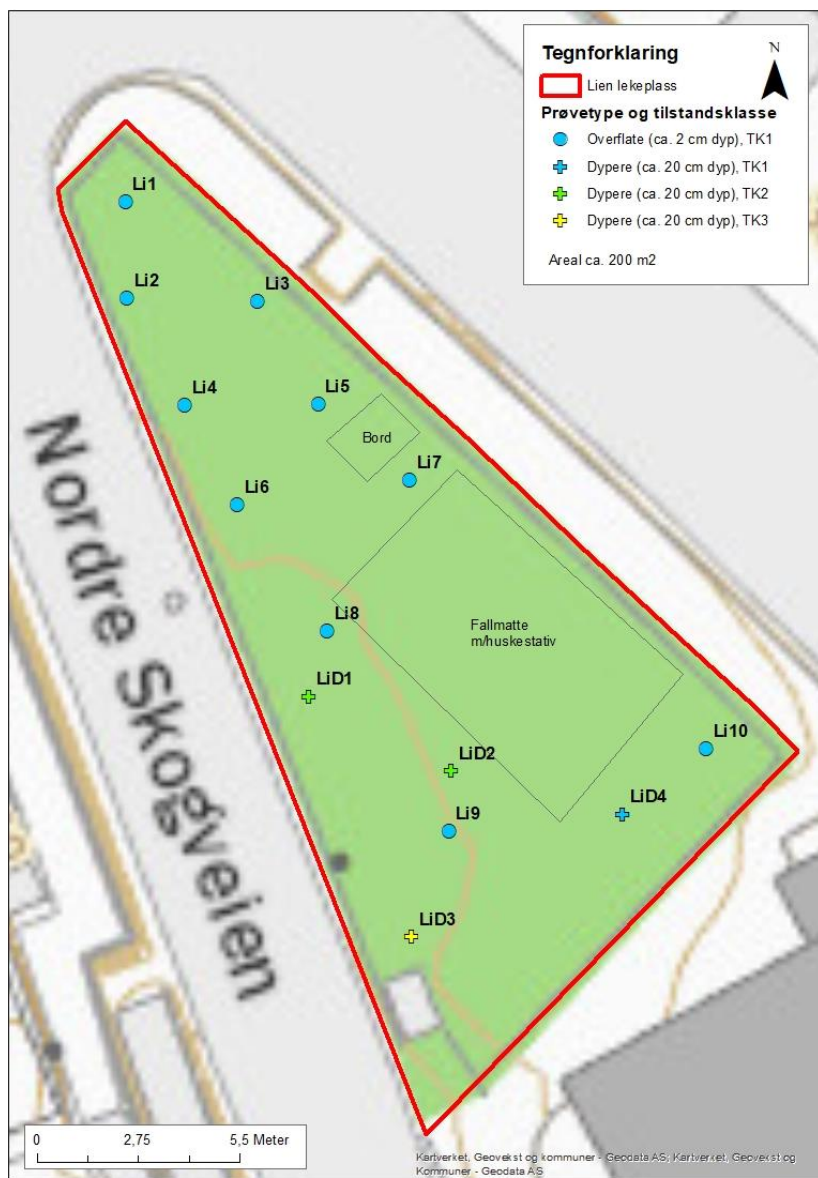 Tegnforklaring
N
Lien lekeplass
Prøvetype og tilstandsklasse
Overflate (ca. 2 cm dyp), TK1
Dypere (ca. 20 cm dyp), TK1
Dypere (ca. 20 cm dyp), TK2
Dypere (ca. 20 cm dyp), TK3
Areal ca. 200 m2
Li1
Li2
Li3
Li4
Li5
Bord
Li7
Li6
Nordre Skogveien
Li8
Fallmatte
m/huskestativ
LiD1
Li10
LiD2
LiD4
Li9
LiD3
0 2,75 5,5 Meter
Kartverket, Geovekst og kommuner - Geodata AS; Kartverket, Geovekst og
Kommuner - Geodata AS